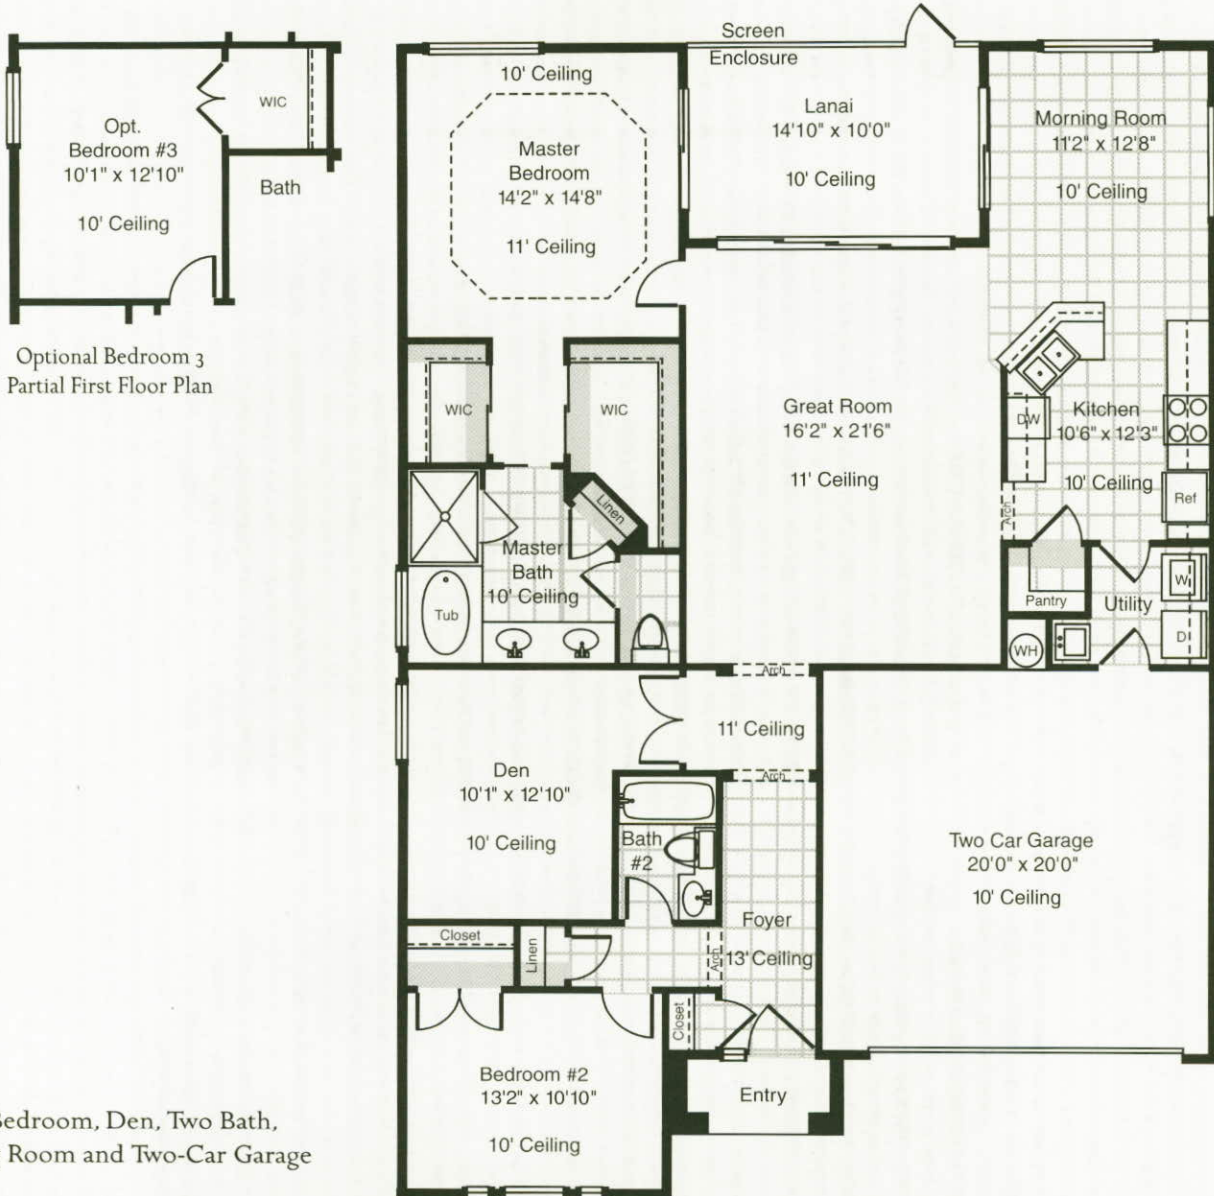 Opt.
Bedroom #3
10'1" x 12'10"
10' Ceiling
WIC
Bath
Optional Bedroom 3
Partial First Floor Plan
Screen
Enclosure
10' Ceiling
Master
Bedroom
14'2" x 14'8"
11' Ceiling
Lanai
14'10" x 10'0"
10' Ceiling
Morning Room
11'2" x 12'8"
10' Ceiling
WIC
WIC
Linen
Great Room
16'2" x 21'6"
11' Ceiling
DW
Kitchen
10'6" x 12'3"
10' Ceiling
Ref
Arch
Master
Bath
10' Ceiling
Tub
Pantry
Utility
W
D
WH
Arch
11' Ceiling
Arch
Den
10'1" x 12'10"
10' Ceiling
Bath
#2
Two Car Garage
20'0" x 20'0"
10' Ceiling
Foyer
13' Ceiling
Arch
Closet
Linen
Closet
Bedroom #2
13'2" x 10'10"
10' Ceiling
Entry
Bedroom, Den, Two Bath,
Room and Two-Car Garage